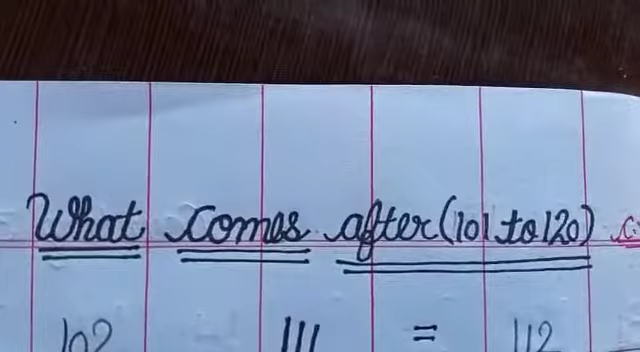 What comes after (101 to 120)
102 111 = 112